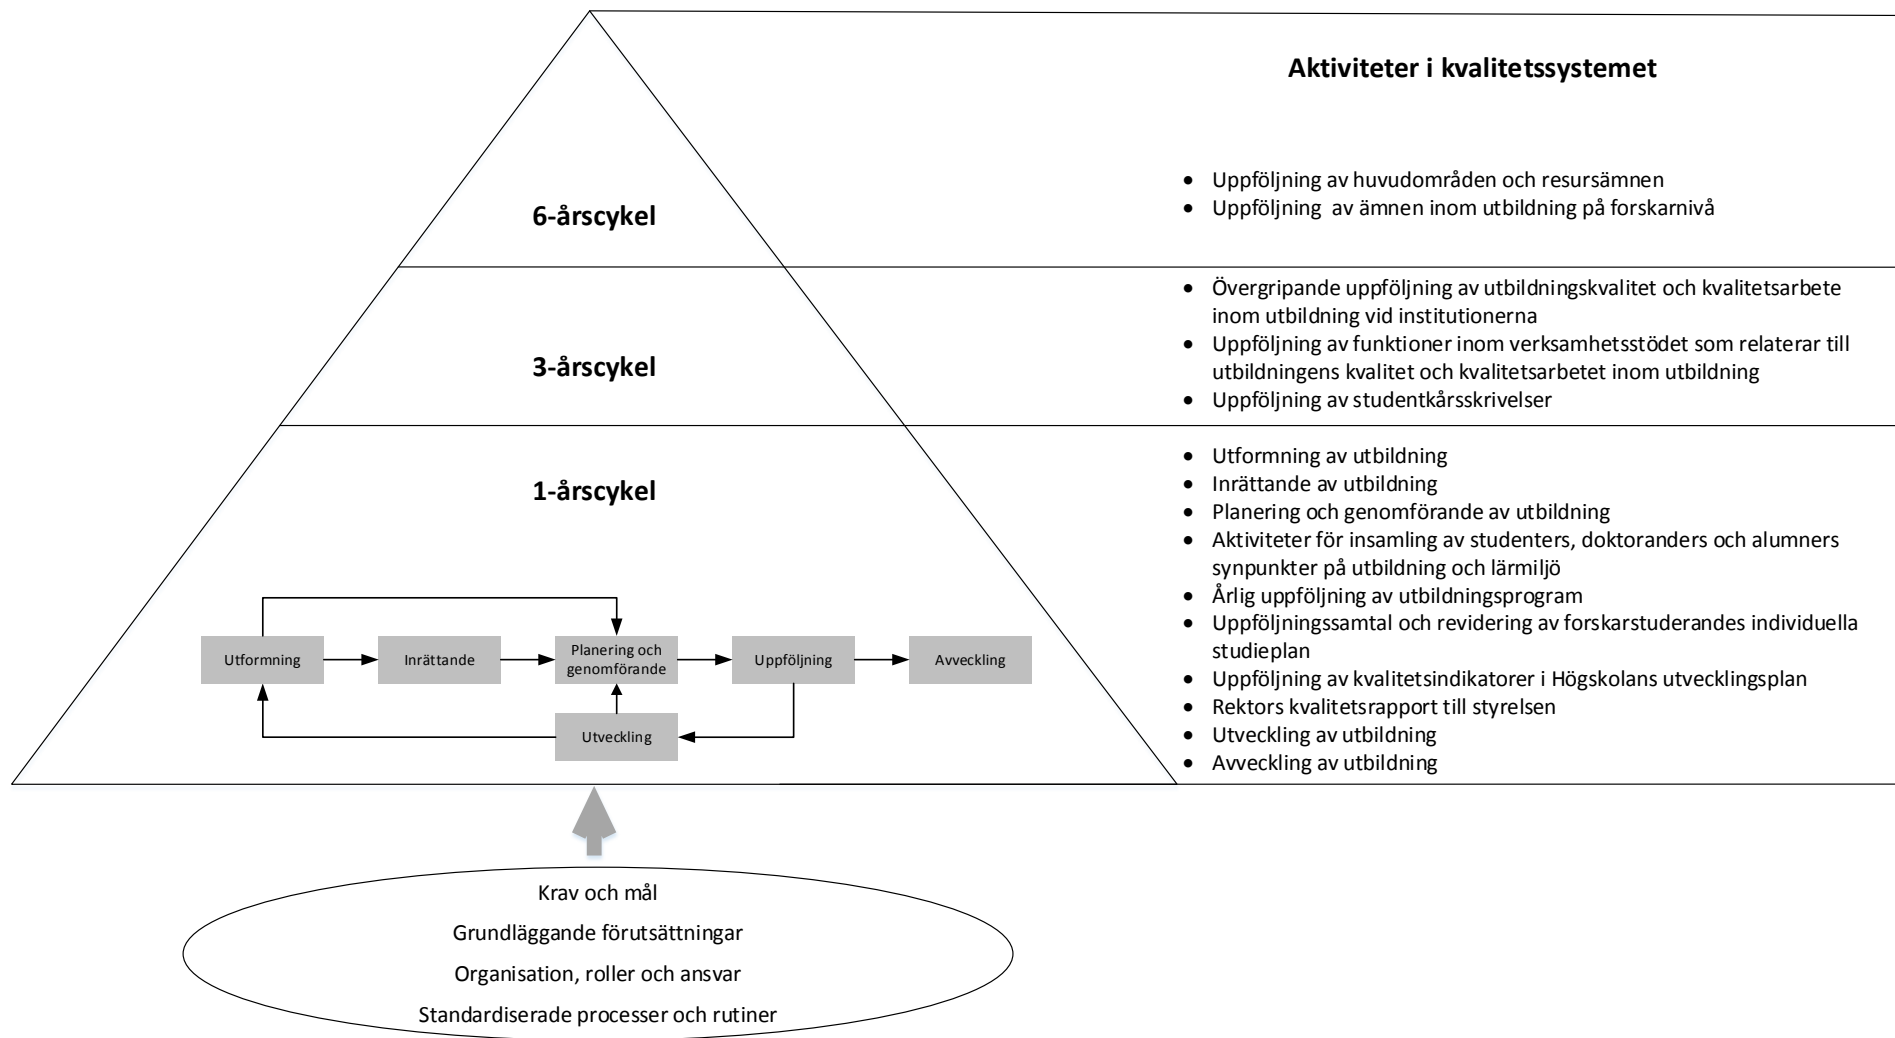 Aktiviteter i kvalitetssystemet
6-årscykel
• Uppföljning av huvudområden och resursämnen
• Uppföljning av ämnen inom utbildning på forskarnivå
3-årscykel
• Övergripande uppföljning av utbildningskvalitet och kvalitetsarbete
inom utbildning vid institutionerna
• Uppföljning av funktioner inom verksamhetsstödet som relaterar till
utbildningens kvalitet och kvalitetsarbetet inom utbildning
• Uppföljning av studentkårsskrivelser
1-årscykel
• Utformning av utbildning
• Inrättande av utbildning
• Planering och genomförande av utbildning
• Aktiviteter för insamling av studenters, doktoranders och alumners
synpunkter på utbildning och lärmiljö
• Årlig uppföljning av utbildningsprogram
• Uppföljningssamtal och revidering av forskarstuderandes individuella
studieplan
• Uppföljning av kvalitetsindikatorer i Högskolans utvecklingsplan
• Rektors kvalitetsrapport till styrelsen
• Utveckling av utbildning
• Avveckling av utbildning
Utformning
Inrättande
Planering och
genomförande
Uppföljning
Avveckling
Utveckling
Krav och mål
Grundläggande förutsättningar
Organisation, roller och ansvar
Standardiserade processer och rutiner